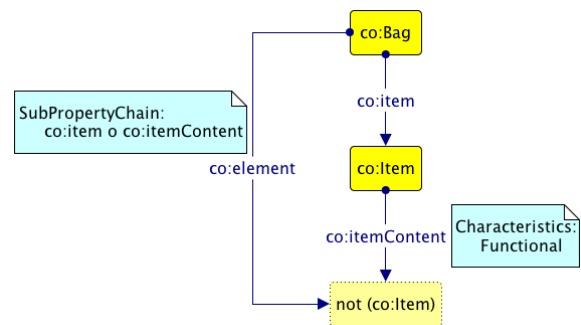 co:Bag
co:item
SubPropertyChain:
co:item o co:itemContent
co:element
co:Item
co:itemContent
Characteristics:
Functional
not (co:Item)